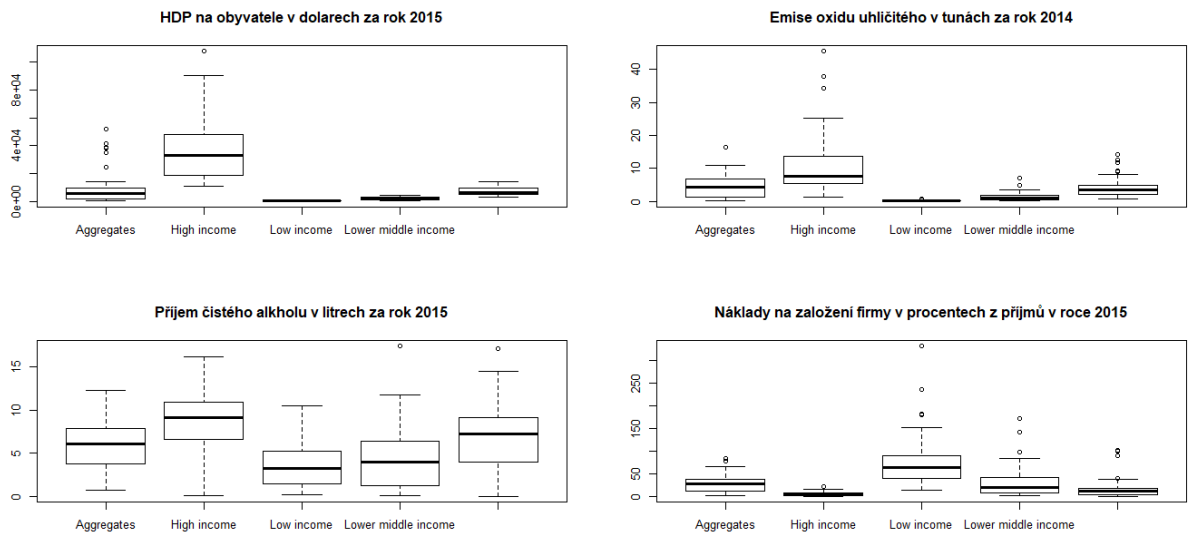 HDP na obyvatele v dolarech za rok 2015
0e+00 4e+04 8e+04
Aggregates High income Low income Lower middle income
Emise oxidu uhličitého v tunách za rok 2014
0 10 20 30 40
Aggregates High income Low income Lower middle income
Příjem čistého alkholu v litrech za rok 2015
0 5 10 15
Aggregates High income Low income Lower middle income
Náklady na založení firmy v procentech z příjmů v roce 2015
0 50 150 250
Aggregates High income Low income Lower middle income